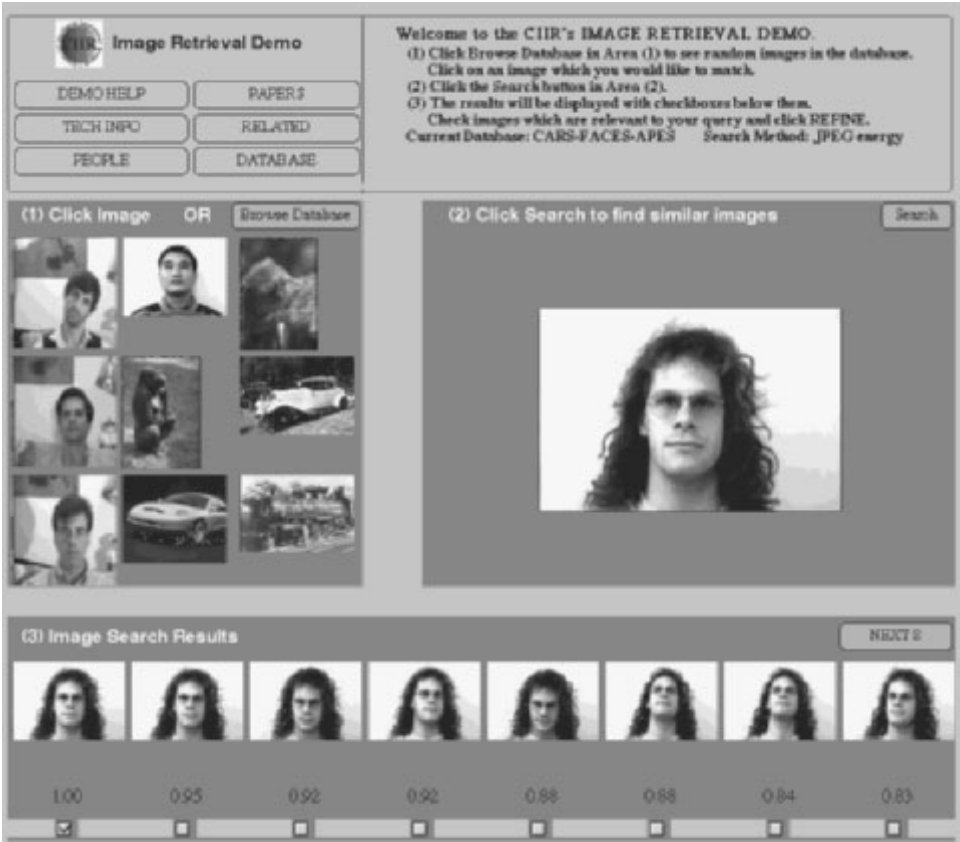 CIIR
Image Retrieval Demo
DEMO HELP
PAPERS
TECH INFO
RELATED
PEOPLE
DATABASE
Welcome to the CIIR's IMAGE RETRIEVAL DEMO.
(1) Click Browse Database in Area (1) to see random images in the database.
Click on an image which you would like to match.
(2) Click the Search button in Area (2).
(3) The results will be displayed with checkboxes below them.
Check images which are relevant to your query and click REFINE.
Current Database: CARS-FACES-APES Search Method: JPEG energy
(1) Click Image OR Browse Database
(2) Click Search to find similar images
Search
(3) Image Search Results
NEXT 8
1.00 0.95 0.92 0.92 0.88 0.88 0.84 0.83